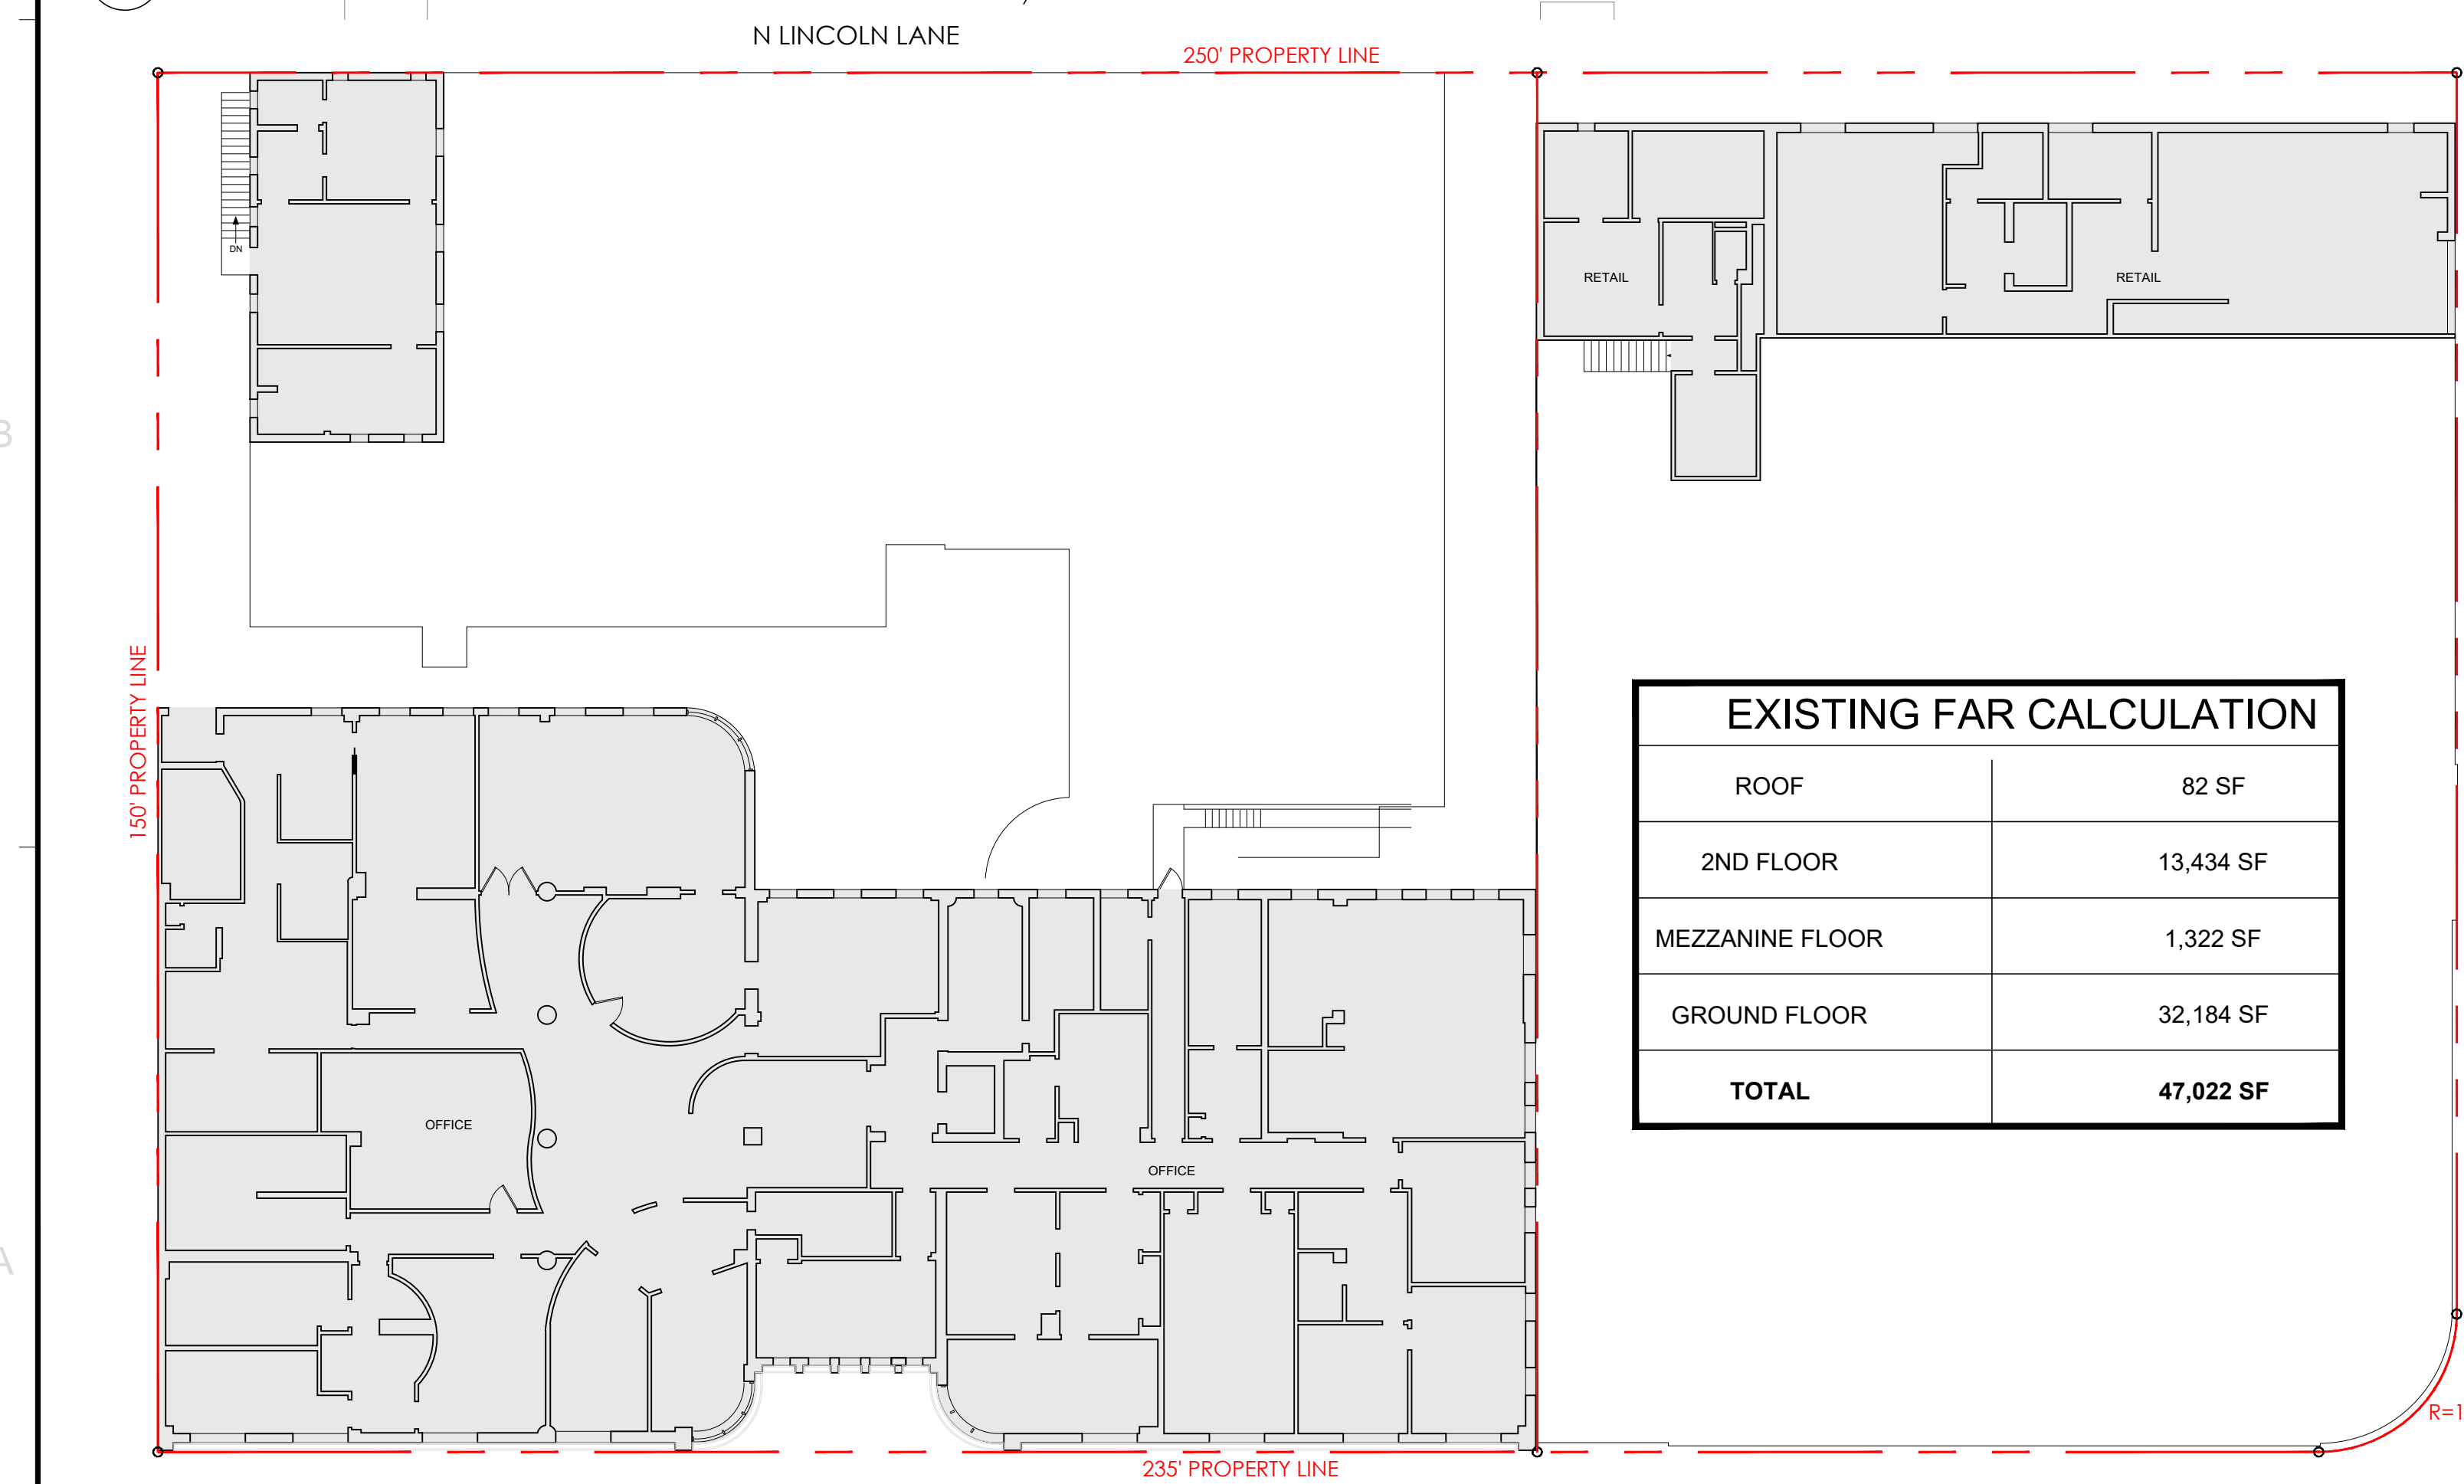 N LINCOLN LANE
250' PROPERTY LINE
DN
RETAIL
RETAIL
B
150' PROPERTY LINE
EXISTING FAR CALCULATION
ROOF 82 SF
2ND FLOOR 13,434 SF
MEZZANINE FLOOR 1,322 SF
GROUND FLOOR 32,184 SF
TOTAL 47,022 SF
OFFICE
OFFICE
A
R=1
235' PROPERTY LINE